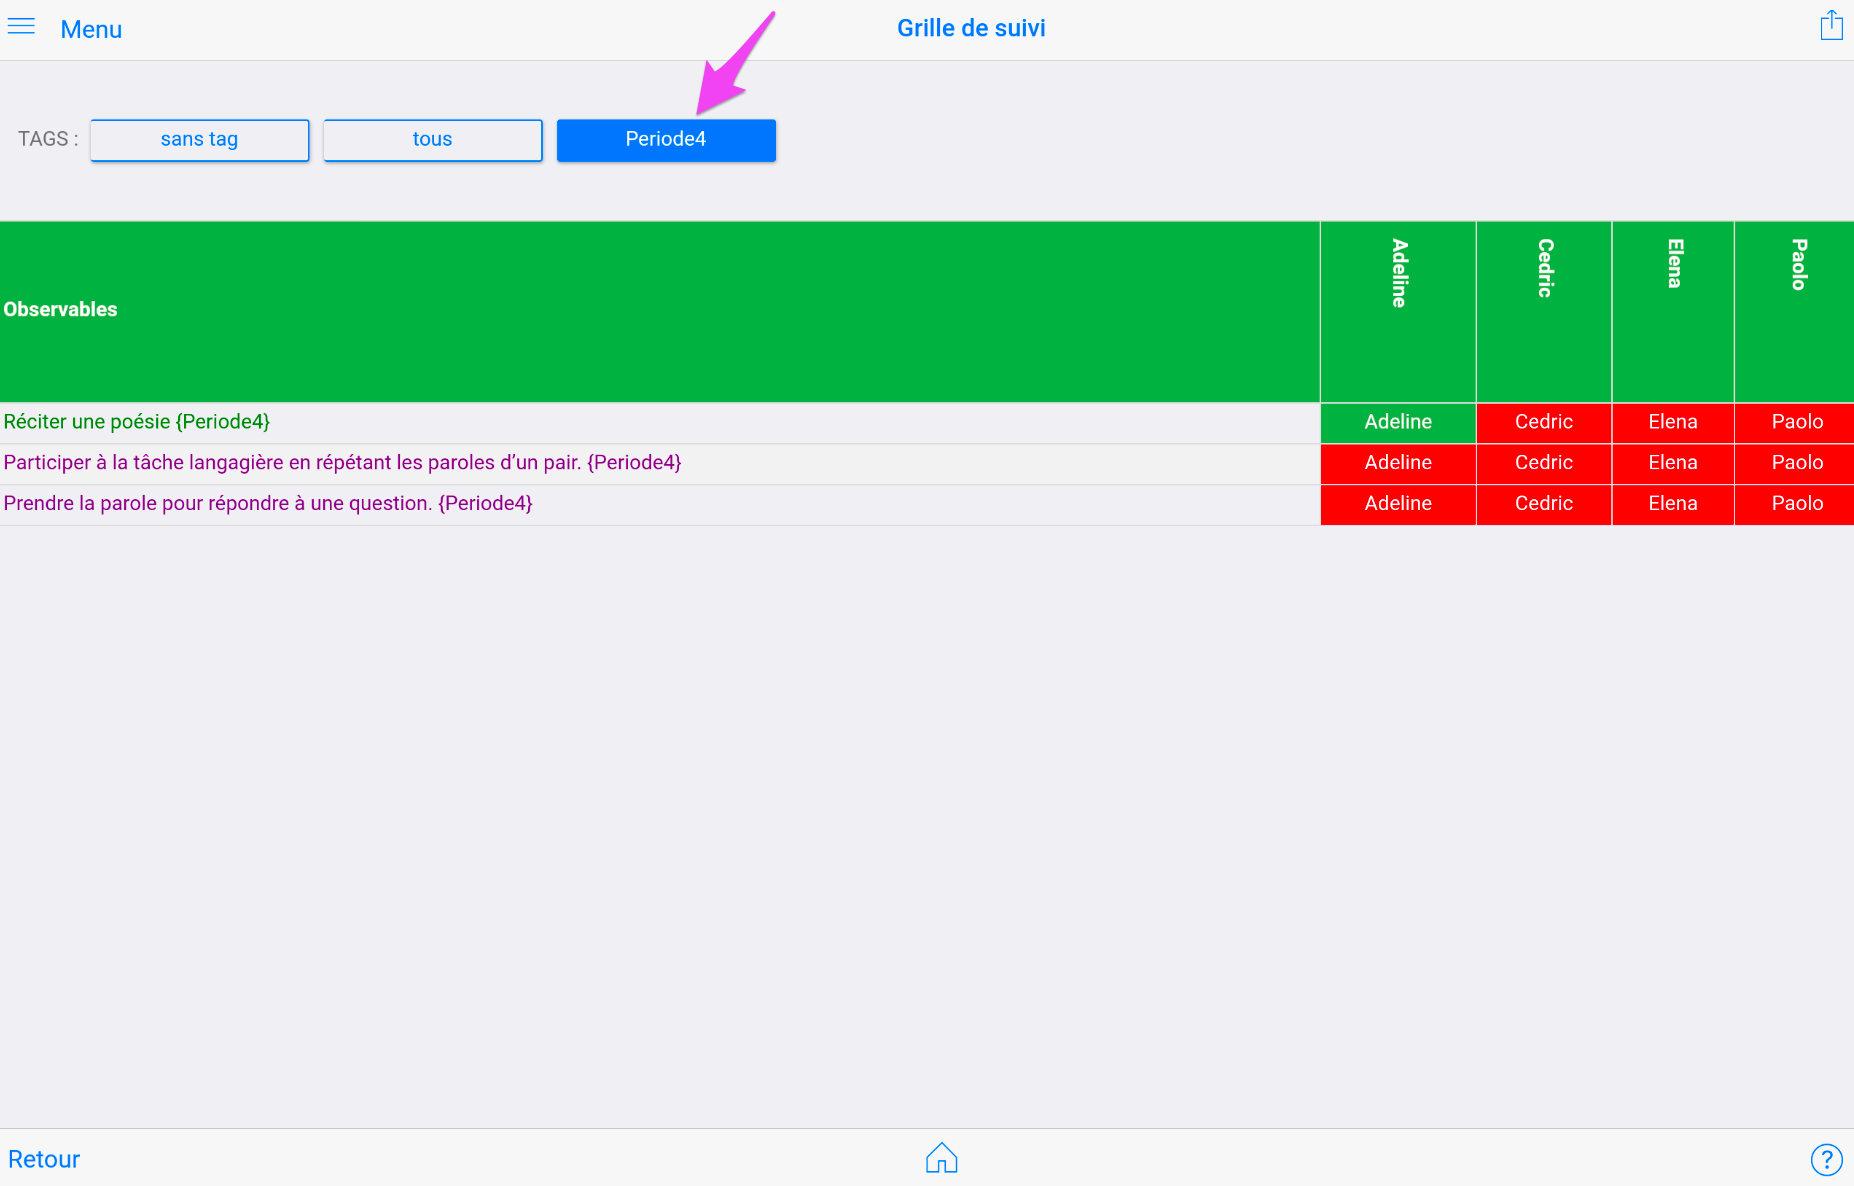 Menu
Grille de suivi
TAGS :
sans tag
tous
Periode4
Observables
Adeline
Cedric
Elena
Paolo
Réciter une poésie {Periode4} Adeline Cedric Elena Paolo
Participer à la tâche langagière en répétant les paroles d’un pair. {Periode4} Adeline Cedric Elena Paolo
Prendre la parole pour répondre à une question. {Periode4} Adeline Cedric Elena Paolo
Retour
?